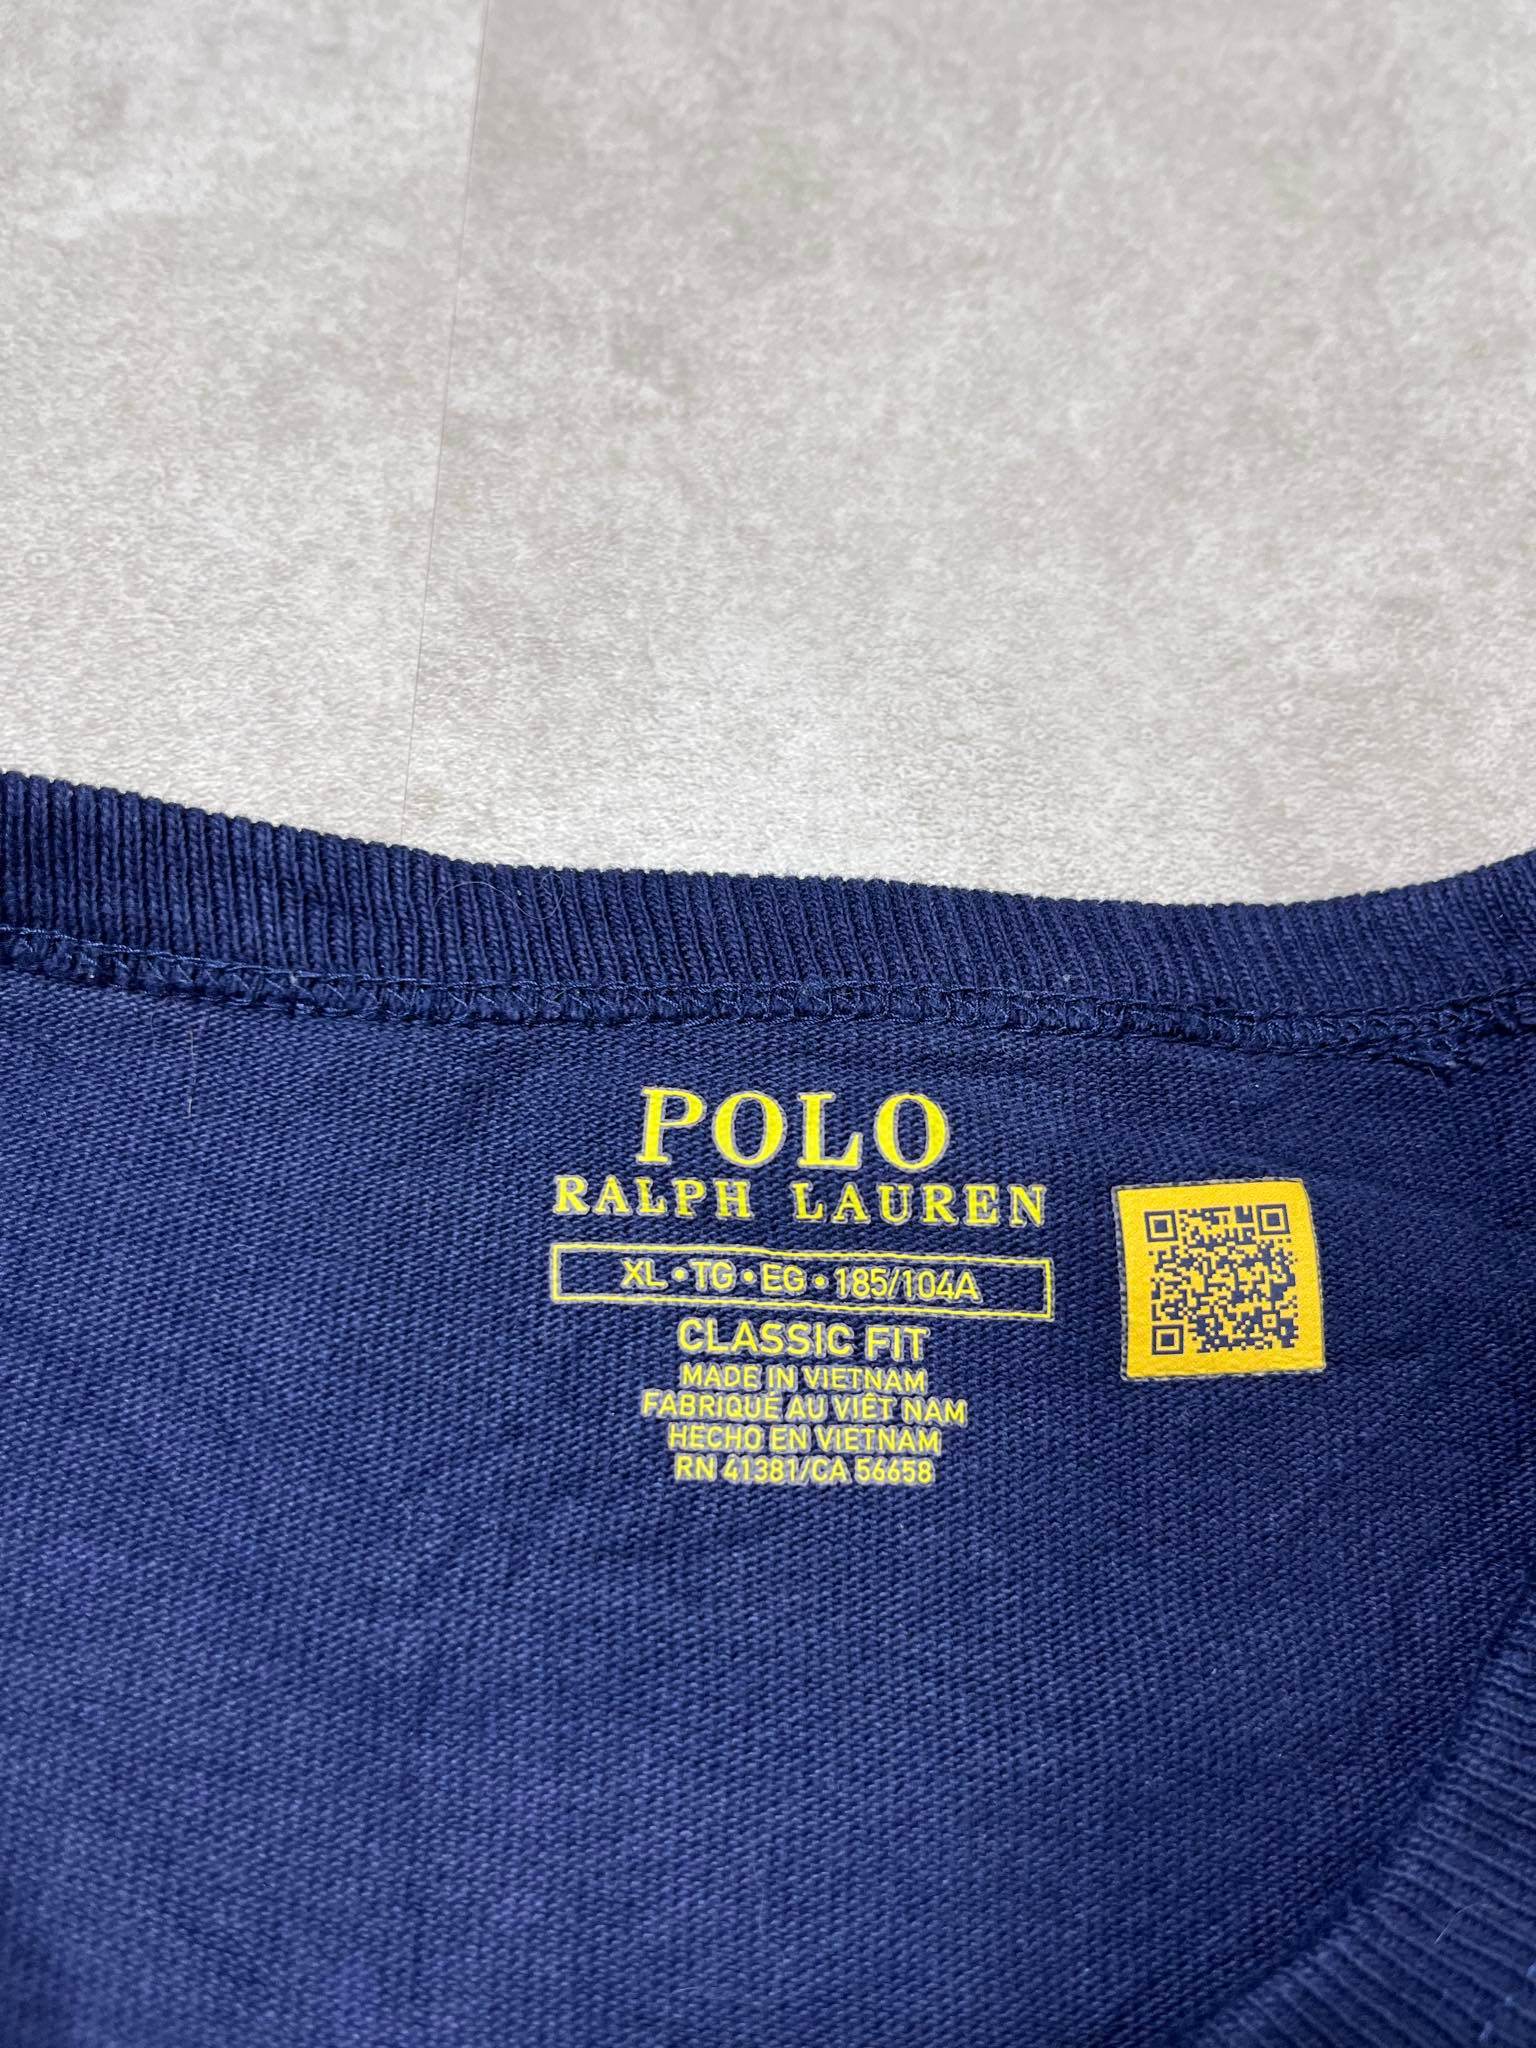 POLO
RALPH LAUREN
XL • TG • EG • 185/104A
CLASSIC FIT
MADE IN VIETNAM
FABRIQUÉ AU VIÊT NAM
HECHO EN VIETNAM
RN 41381/CA 56658